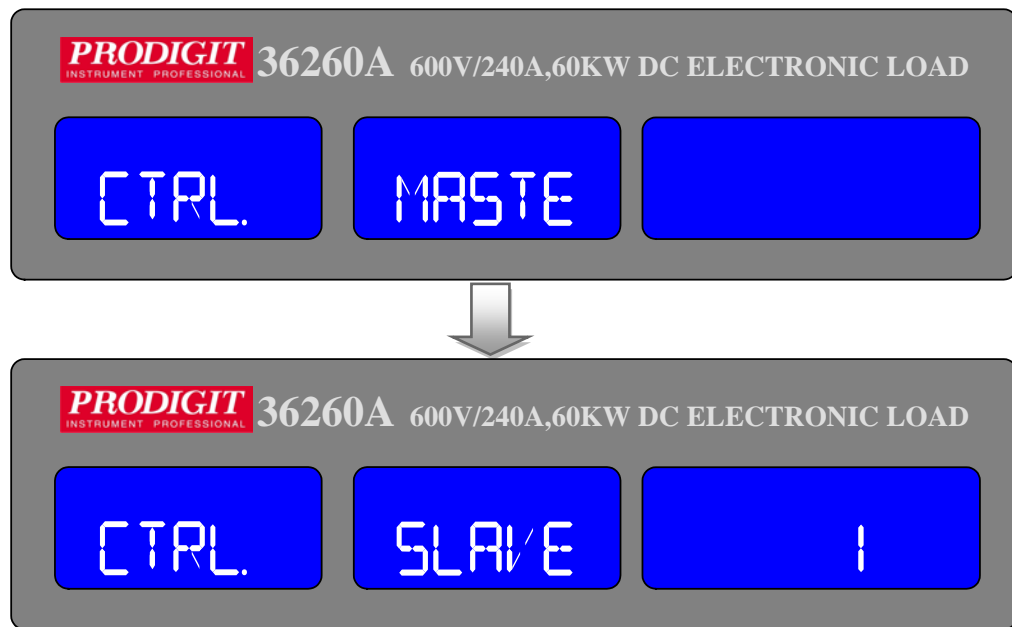 PRODIGIT
INSTRUMENT PROFESSIONAL
36260A 600V/240A,60KW DC ELECTRONIC LOAD
CTRL. MASTE
PRODIGIT
INSTRUMENT PROFESSIONAL
36260A 600V/240A,60KW DC ELECTRONIC LOAD
CTRL. SLAVE 1